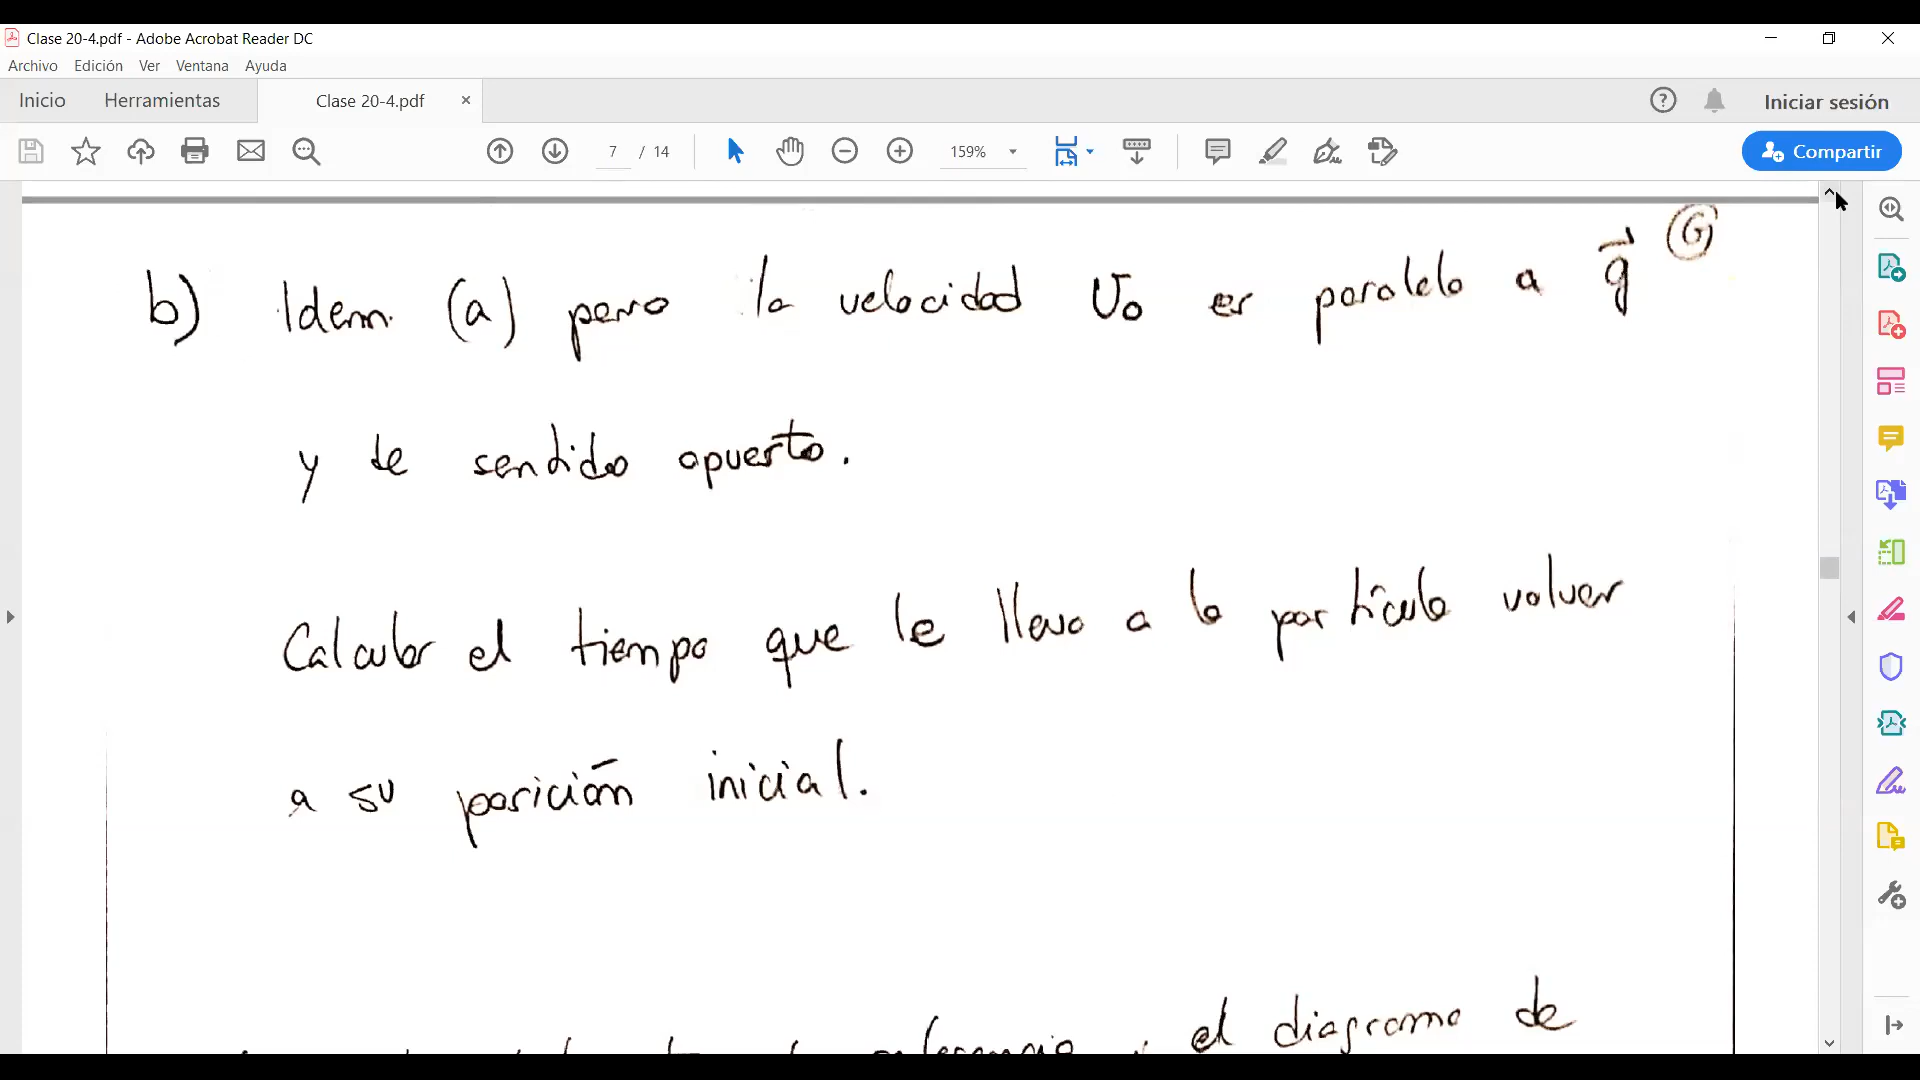 Clase 20-4.pdf - Adobe Acrobat Reader DC
Archivo Edición Ver Ventana Ayuda
Inicio Herramientas Clase 20-4.pdf Iniciar sesión
7 / 14 159% Compartir
G
b) Idem (a) pero la velocidad v₀ es paralela a g⃗
y de sentido opuesto.
Calcular el tiempo que le lleva a la partícula volver
a su posición inicial.
el diagrama de